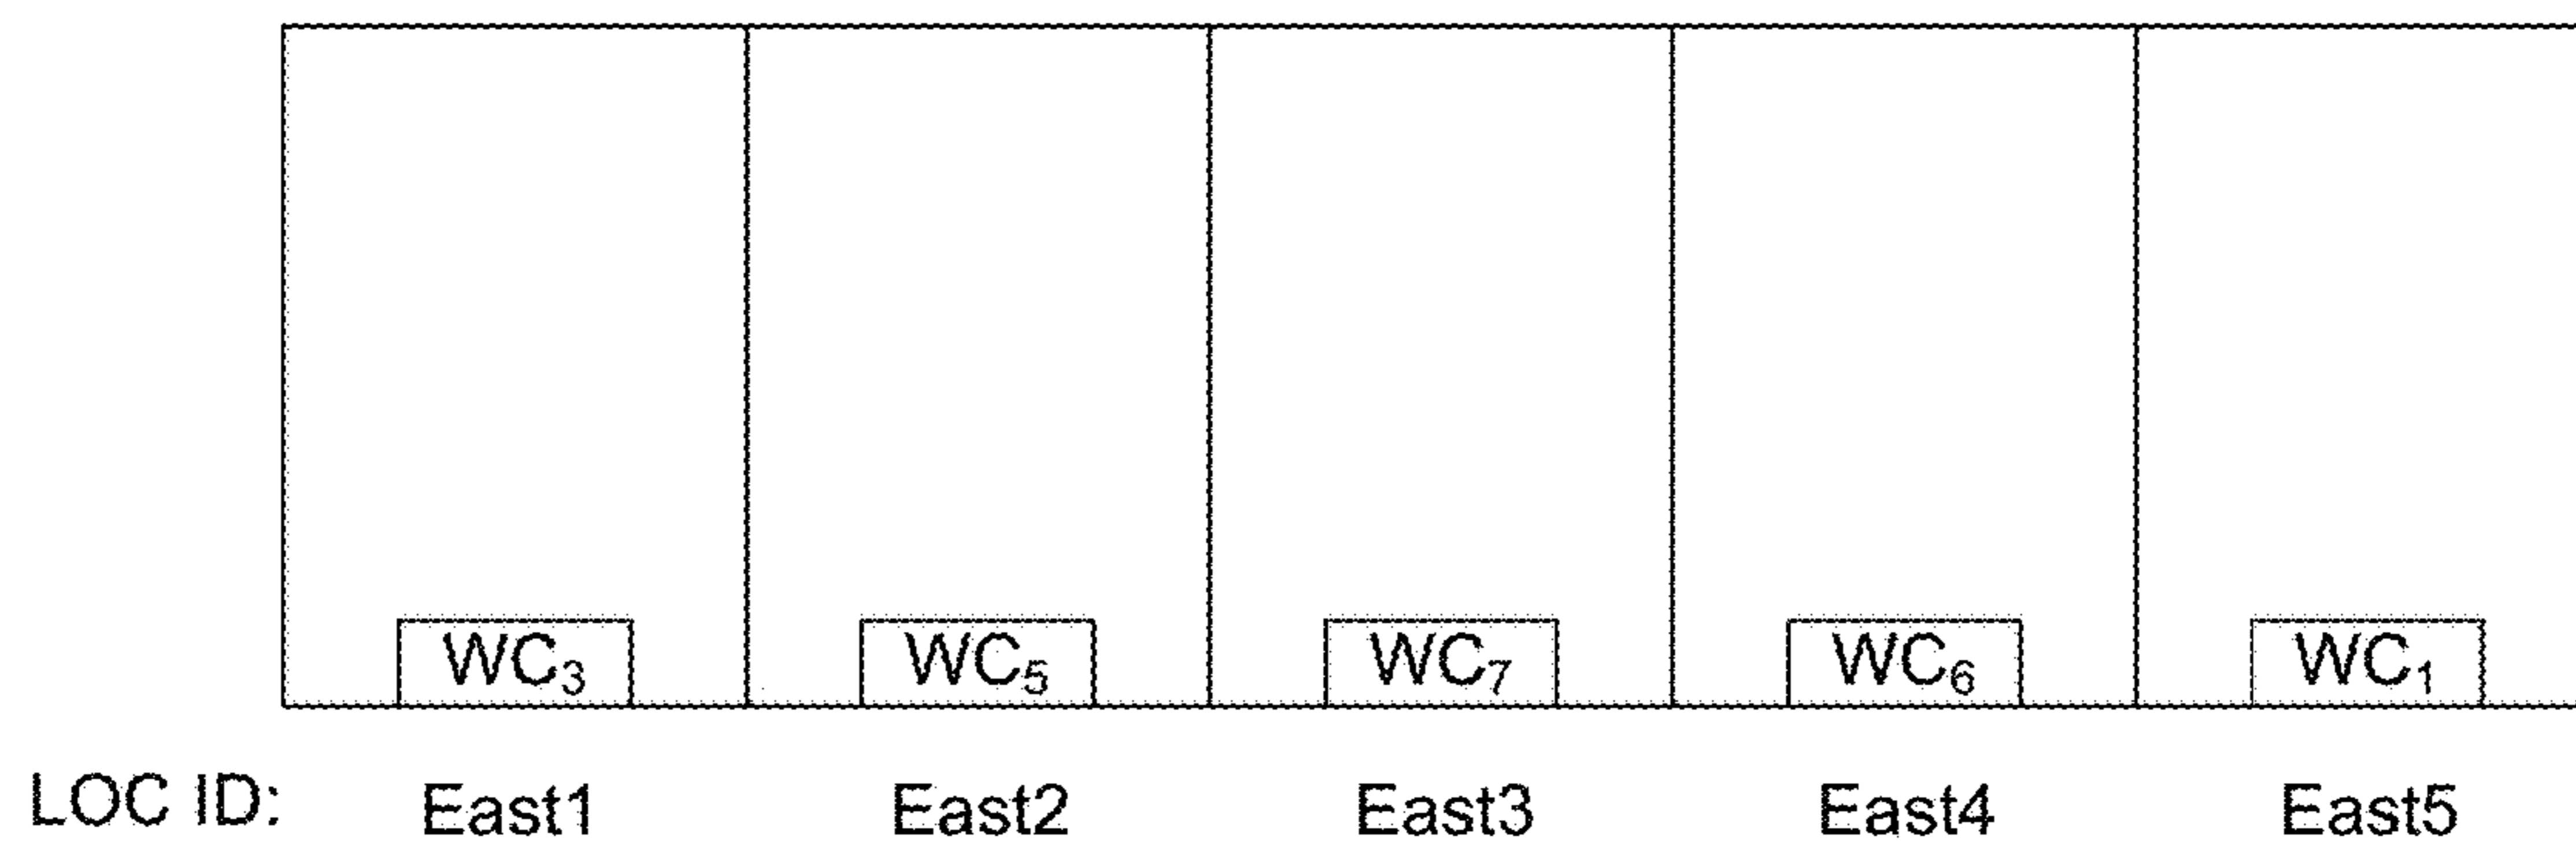 WC₃ WC₅ WC₇ WC₆ WC₁
LOC ID: East1 East2 East3 East4 East5